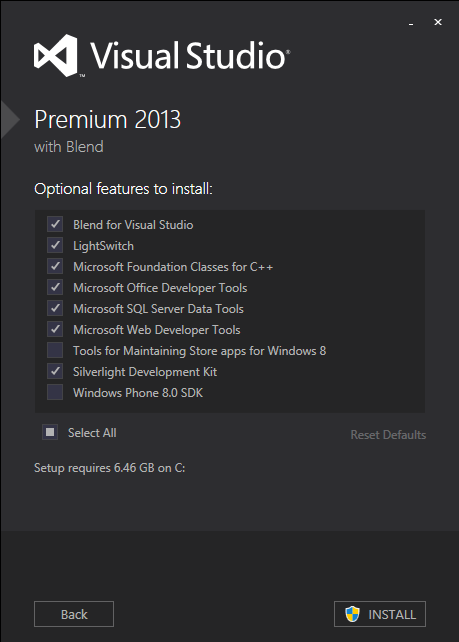 Visual Studio®
™
Premium 2013
with Blend
Optional features to install:
Blend for Visual Studio
LightSwitch
Microsoft Foundation Classes for C++
Microsoft Office Developer Tools
Microsoft SQL Server Data Tools
Microsoft Web Developer Tools
Tools for Maintaining Store apps for Windows 8
Silverlight Development Kit
Windows Phone 8.0 SDK
Select All
Reset Defaults
Setup requires 6.46 GB on C:
Back
INSTALL